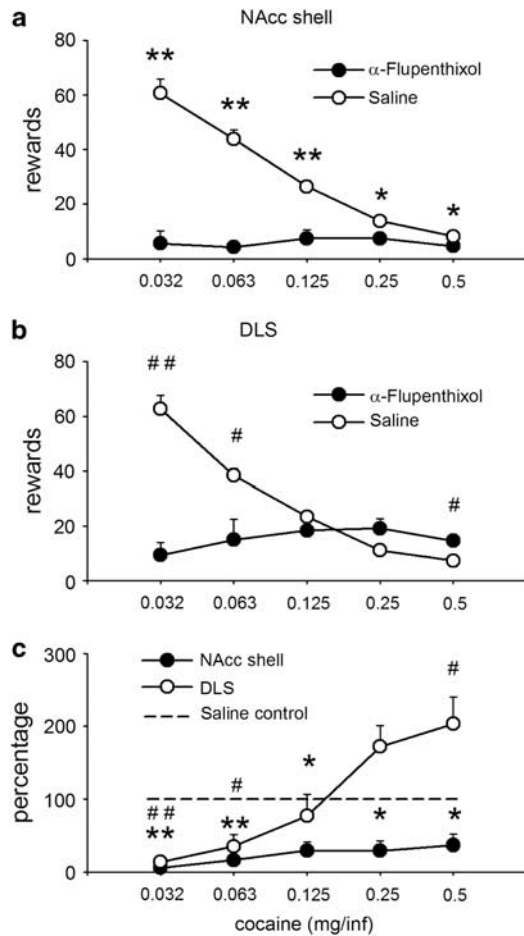 a
NAcc shell
80
60
40
20
0
rewards
α-Flupenthixol
Saline
**
**
**
*
*
0.032 0.063 0.125 0.25 0.5
b
DLS
80
60
40
20
0
rewards
α-Flupenthixol
Saline
##
#
#
0.032 0.063 0.125 0.25 0.5
c
300
200
100
0
percentage
NAcc shell
DLS
Saline control
#
*
#
##
**
**
*
*
0.032 0.063 0.125 0.25 0.5
cocaine (mg/inf)